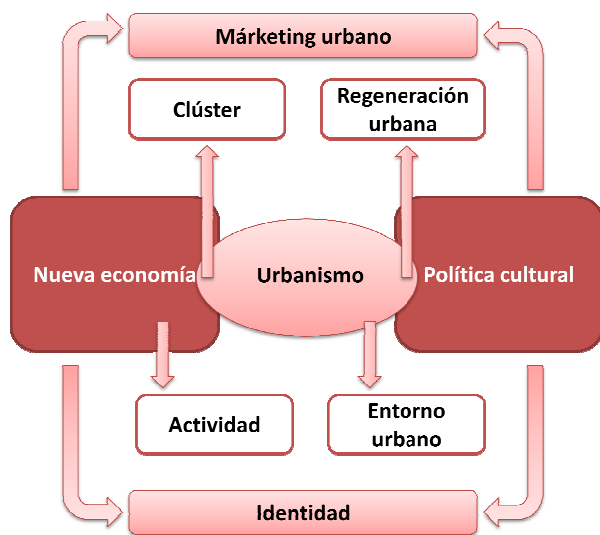 Márketing urbano
Clúster
Regeneración
urbana
Nueva economía
Urbanismo
Política cultural
Actividad
Entorno
urbano
Identidad